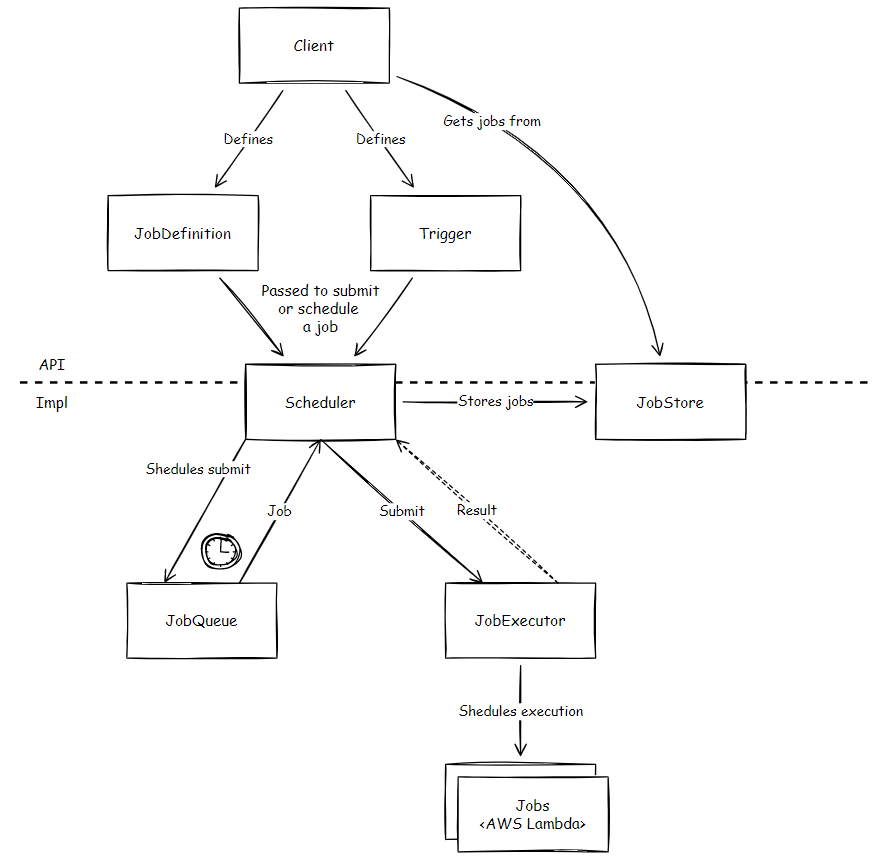 Client
Gets jobs from
Defines
Defines
JobDefinition
Trigger
Passed to submit
or schedule
a job
API
Impl
Scheduler
Stores jobs
JobStore
Shedules submit
Job
Submit
Result
JobQueue
JobExecutor
Shedules execution
Jobs
<AWS Lambda>